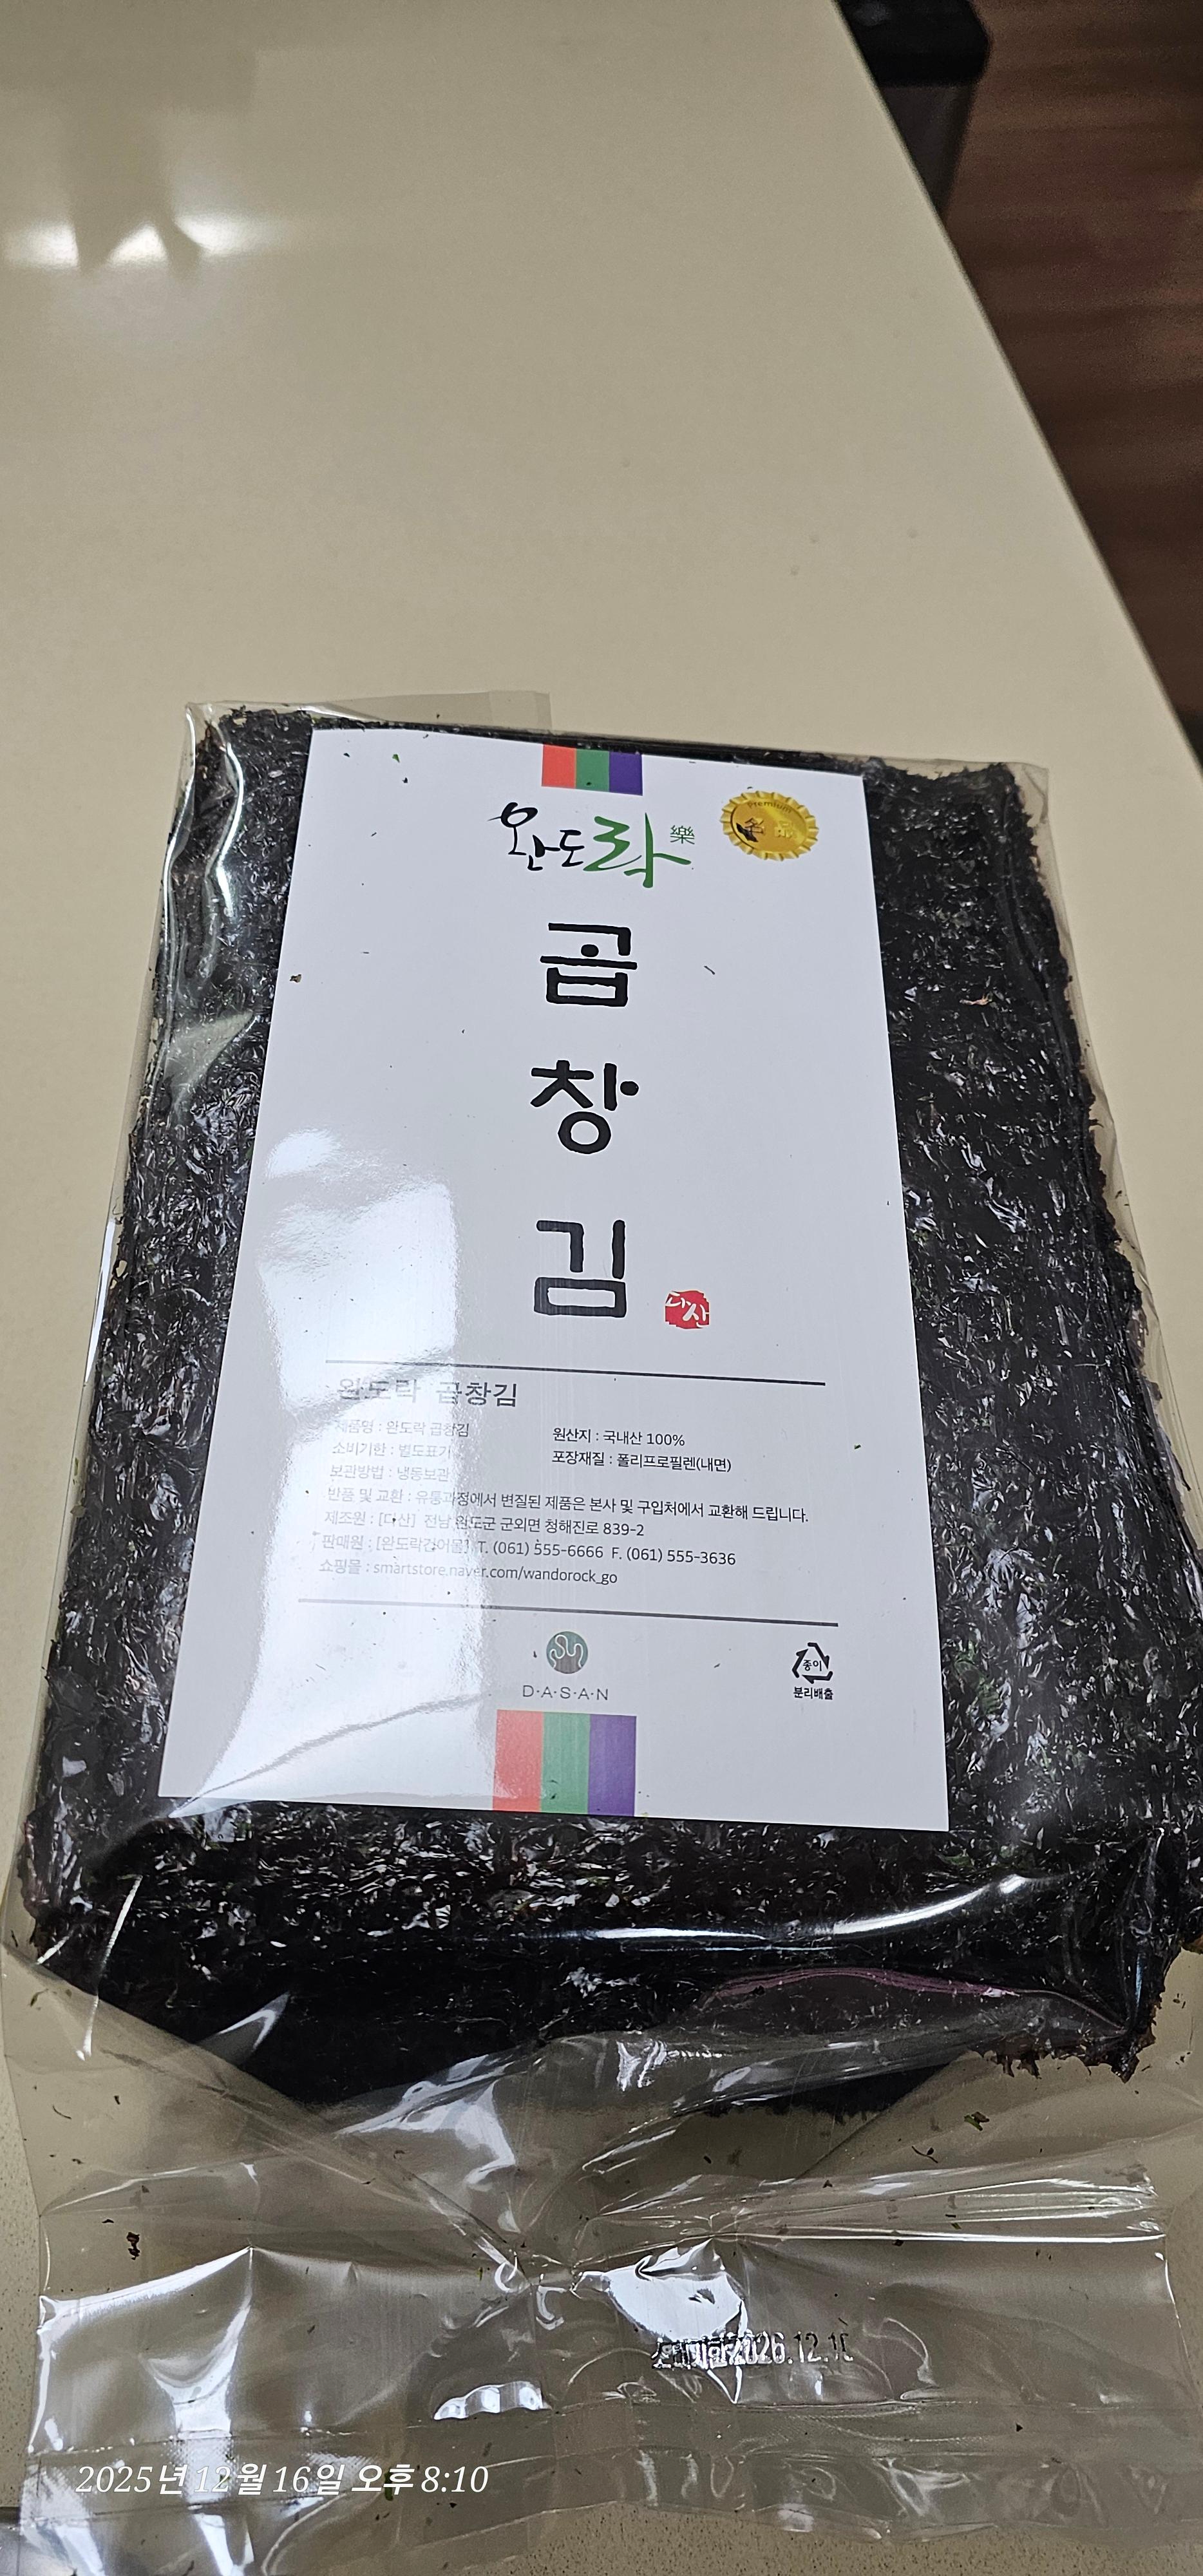 완도락 樂
Premium
곱
창
김
다산
완도락 곱창김
제품명 : 완도락 곱창김
원산지 : 국내산 100%
소비기한 : 별도표기
포장재질 : 폴리프로필렌(내면)
보관방법 : 냉동보관
반품 및 교환 : 유통과정에서 변질된 제품은 본사 및 구입처에서 교환해 드립니다.
제조원 : [다산] 전남 완도군 군외면 청해진로 839-2
판매원 : [완도락건어물] T. (061) 555-6666 F. (061) 555-3636
쇼핑몰 : smartstore.naver.com/wandorock_go
D·A·S·A·N
종이
분리배출
2025년 12월 16일 오후 8:10